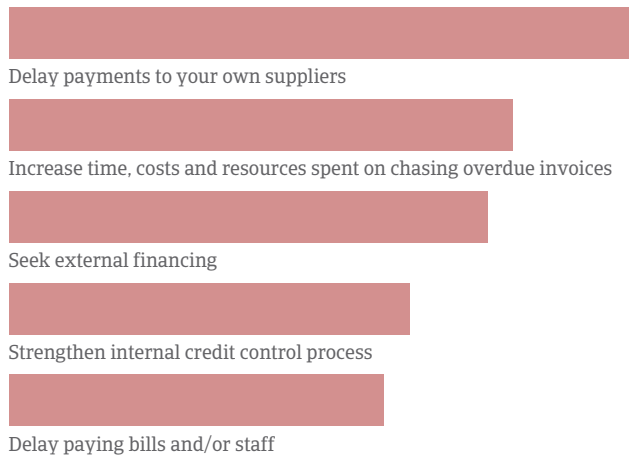 Delay payments to your own suppliers
Increase time, costs and resources spent on chasing overdue invoices
Seek external financing
Strengthen internal credit control process
Delay paying bills and/or staff